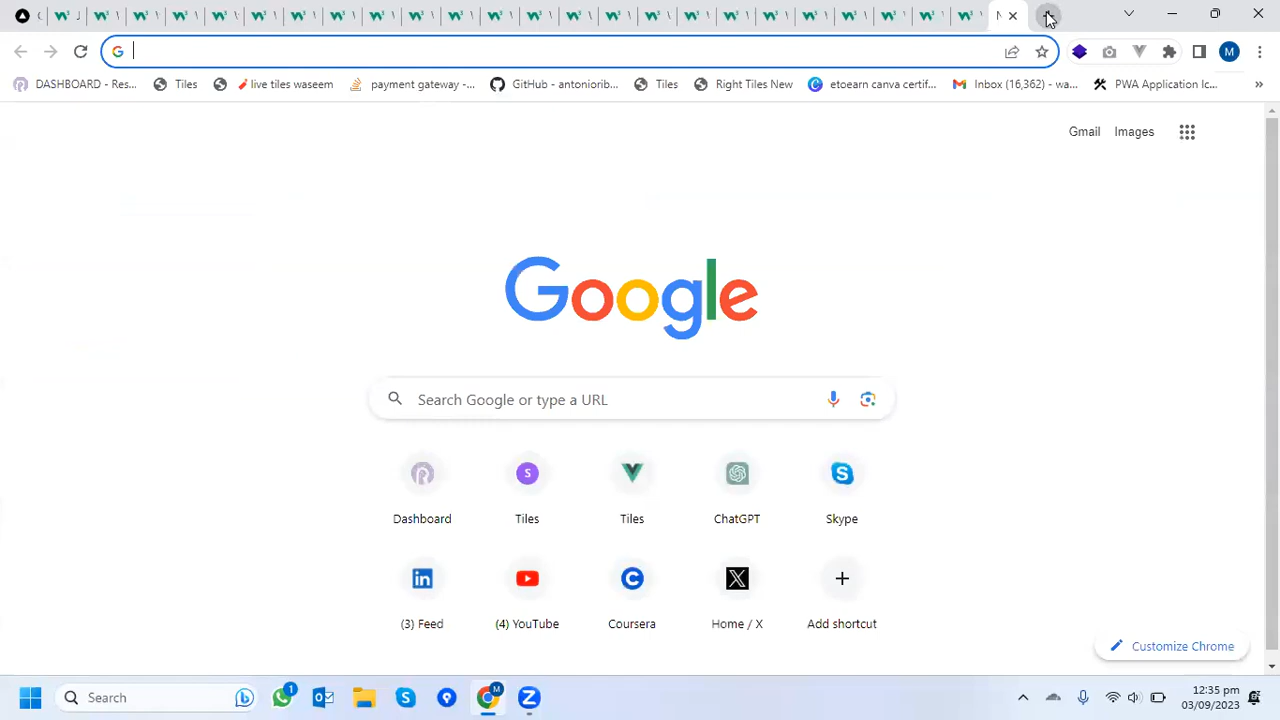 DASHBOARD - Res...
Tiles
live tiles waseem
payment gateway -...
GitHub - antoniorib...
Tiles
Right Tiles New
etoearn canva certif...
Inbox (16,362) - wa...
PWA Application Ic...
»
Gmail
Images
Google
Search Google or type a URL
Dashboard
S
Tiles
Tiles
ChatGPT
Skype
(3) Feed
(4) YouTube
Coursera
Home / X
Add shortcut
Customize Chrome
Search
1
M
12:35 pm
03/09/2023